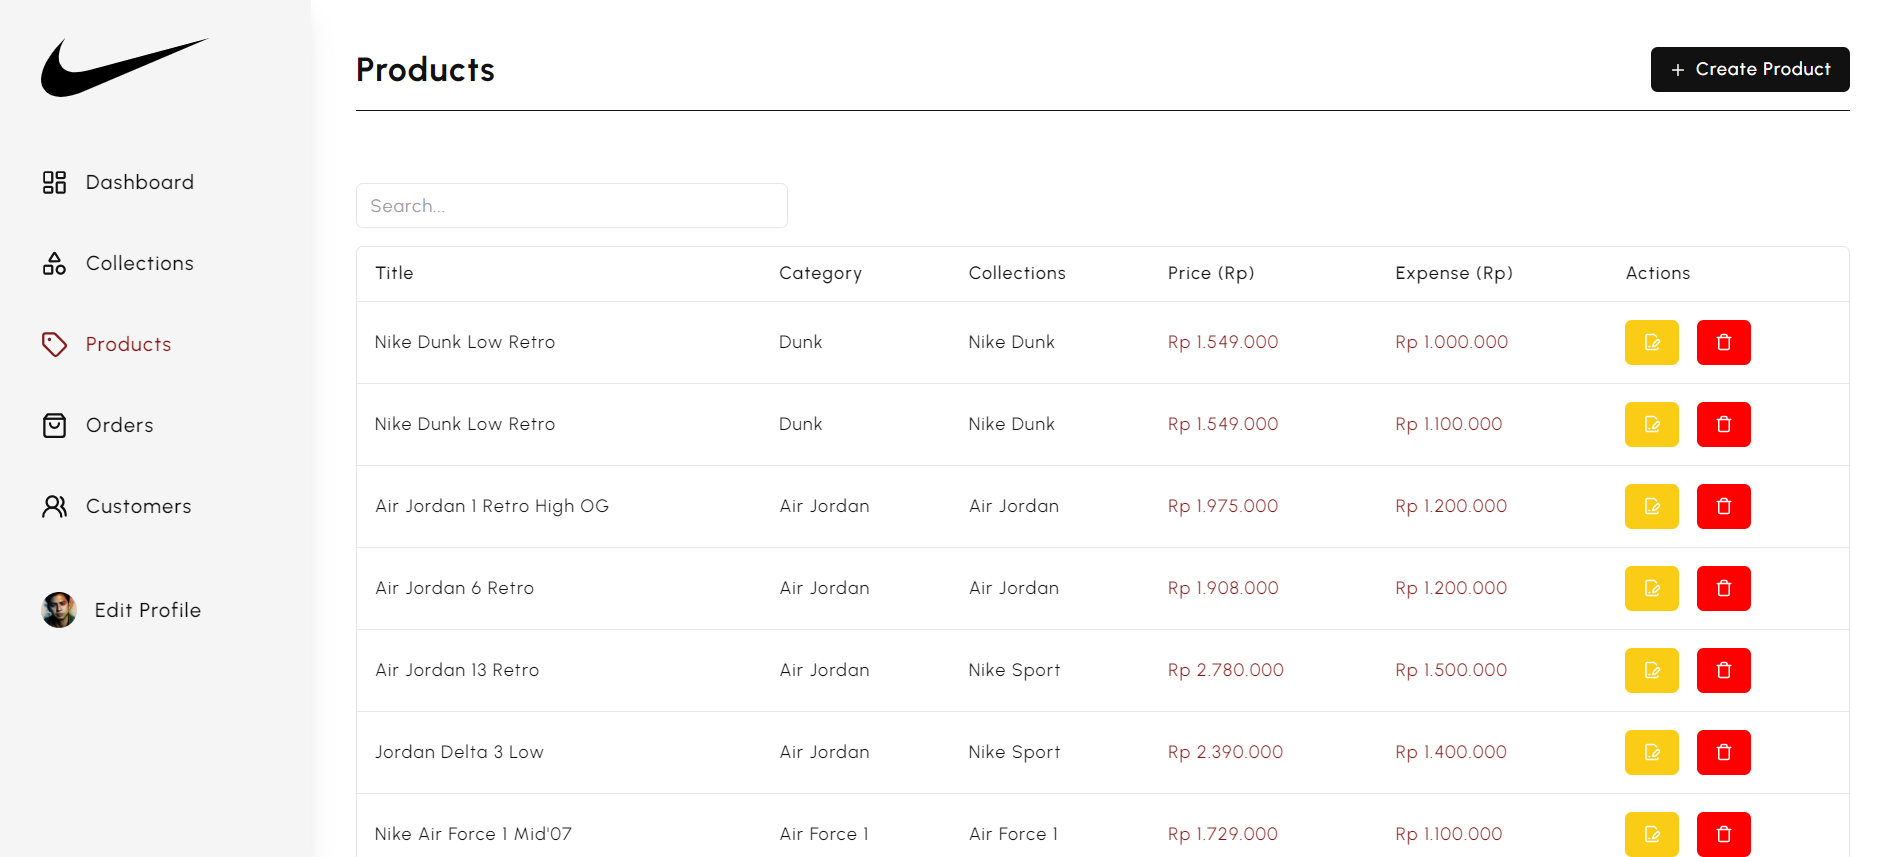 Products
+ Create Product
Dashboard
Collections
Products
Orders
Customers
Edit Profile
Search...
Title Category Collections Price (Rp) Expense (Rp) Actions
Nike Dunk Low Retro Dunk Nike Dunk Rp 1.549.000 Rp 1.000.000
Nike Dunk Low Retro Dunk Nike Dunk Rp 1.549.000 Rp 1.100.000
Air Jordan 1 Retro High OG Air Jordan Air Jordan Rp 1.975.000 Rp 1.200.000
Air Jordan 6 Retro Air Jordan Air Jordan Rp 1.908.000 Rp 1.200.000
Air Jordan 13 Retro Air Jordan Nike Sport Rp 2.780.000 Rp 1.500.000
Jordan Delta 3 Low Air Jordan Nike Sport Rp 2.390.000 Rp 1.400.000
Nike Air Force 1 Mid'07 Air Force 1 Air Force 1 Rp 1.729.000 Rp 1.100.000